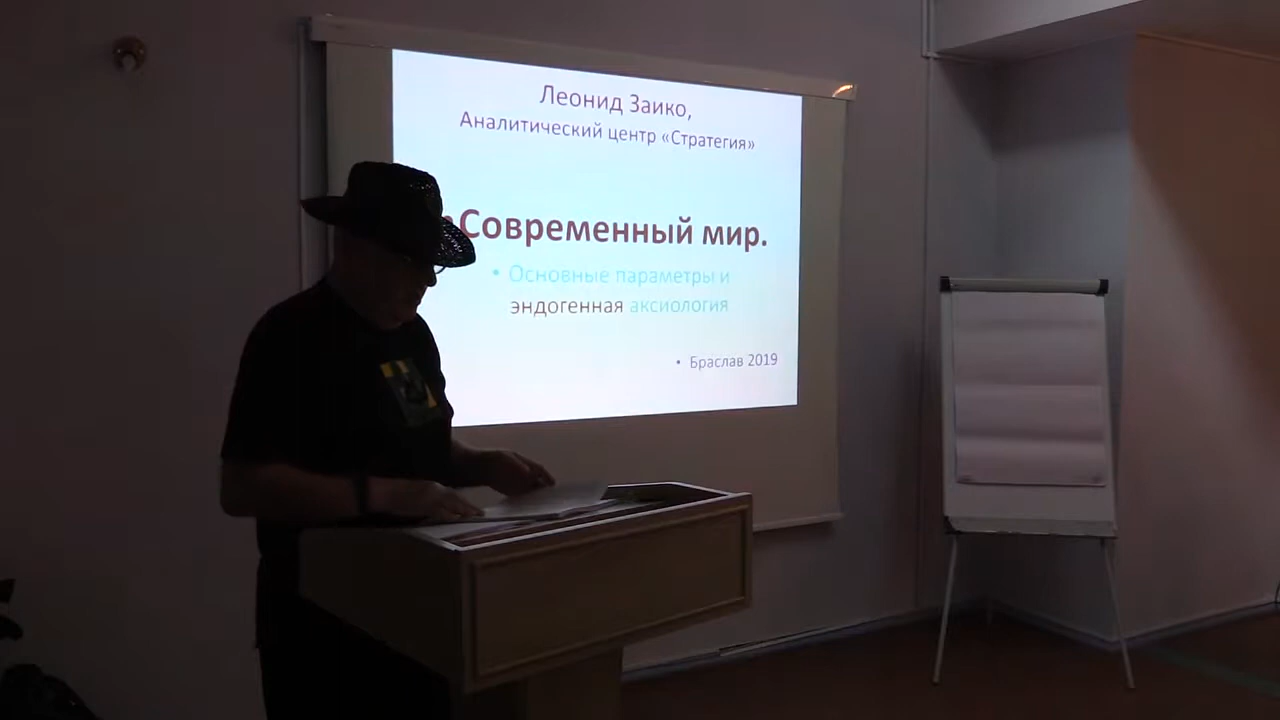 Леонид Заико,
Аналитический центр «Стратегия»
Современный мир.
• Основные параметры и
эндогенная аксиология
• Браслав 2019